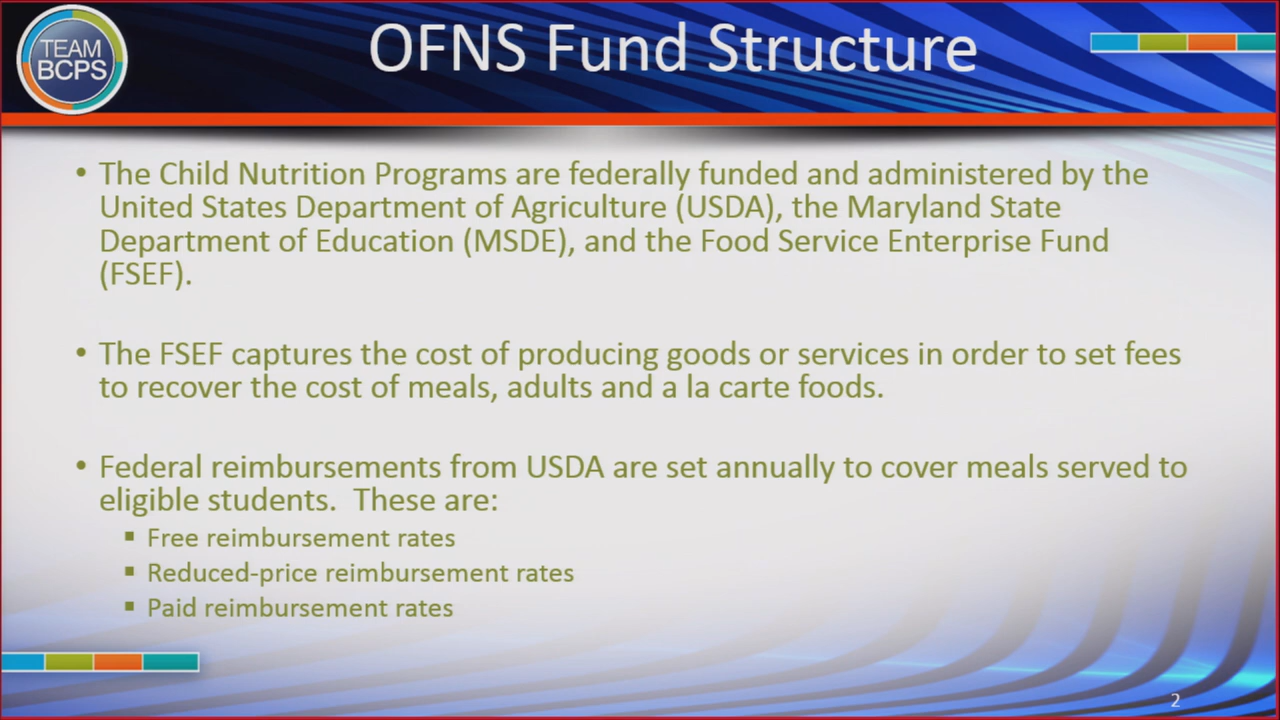 TEAM
BCPS
OFNS Fund Structure
• The Child Nutrition Programs are federally funded and administered by the
United States Department of Agriculture (USDA), the Maryland State
Department of Education (MSDE), and the Food Service Enterprise Fund
(FSEF).
• The FSEF captures the cost of producing goods or services in order to set fees
to recover the cost of meals, adults and a la carte foods.
• Federal reimbursements from USDA are set annually to cover meals served to
eligible students.  These are:
▪ Free reimbursement rates
▪ Reduced-price reimbursement rates
▪ Paid reimbursement rates
2